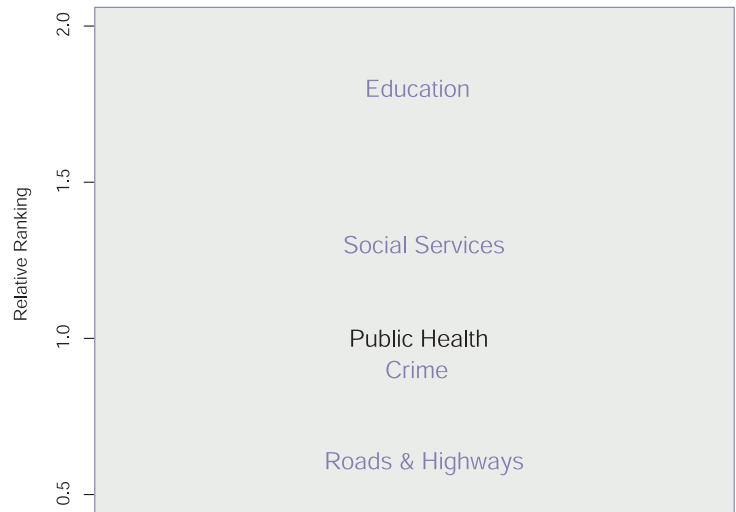 2.0
Education
1.5
Relative Ranking
Social Services
1.0
Public Health
Crime
Roads & Highways
0.5